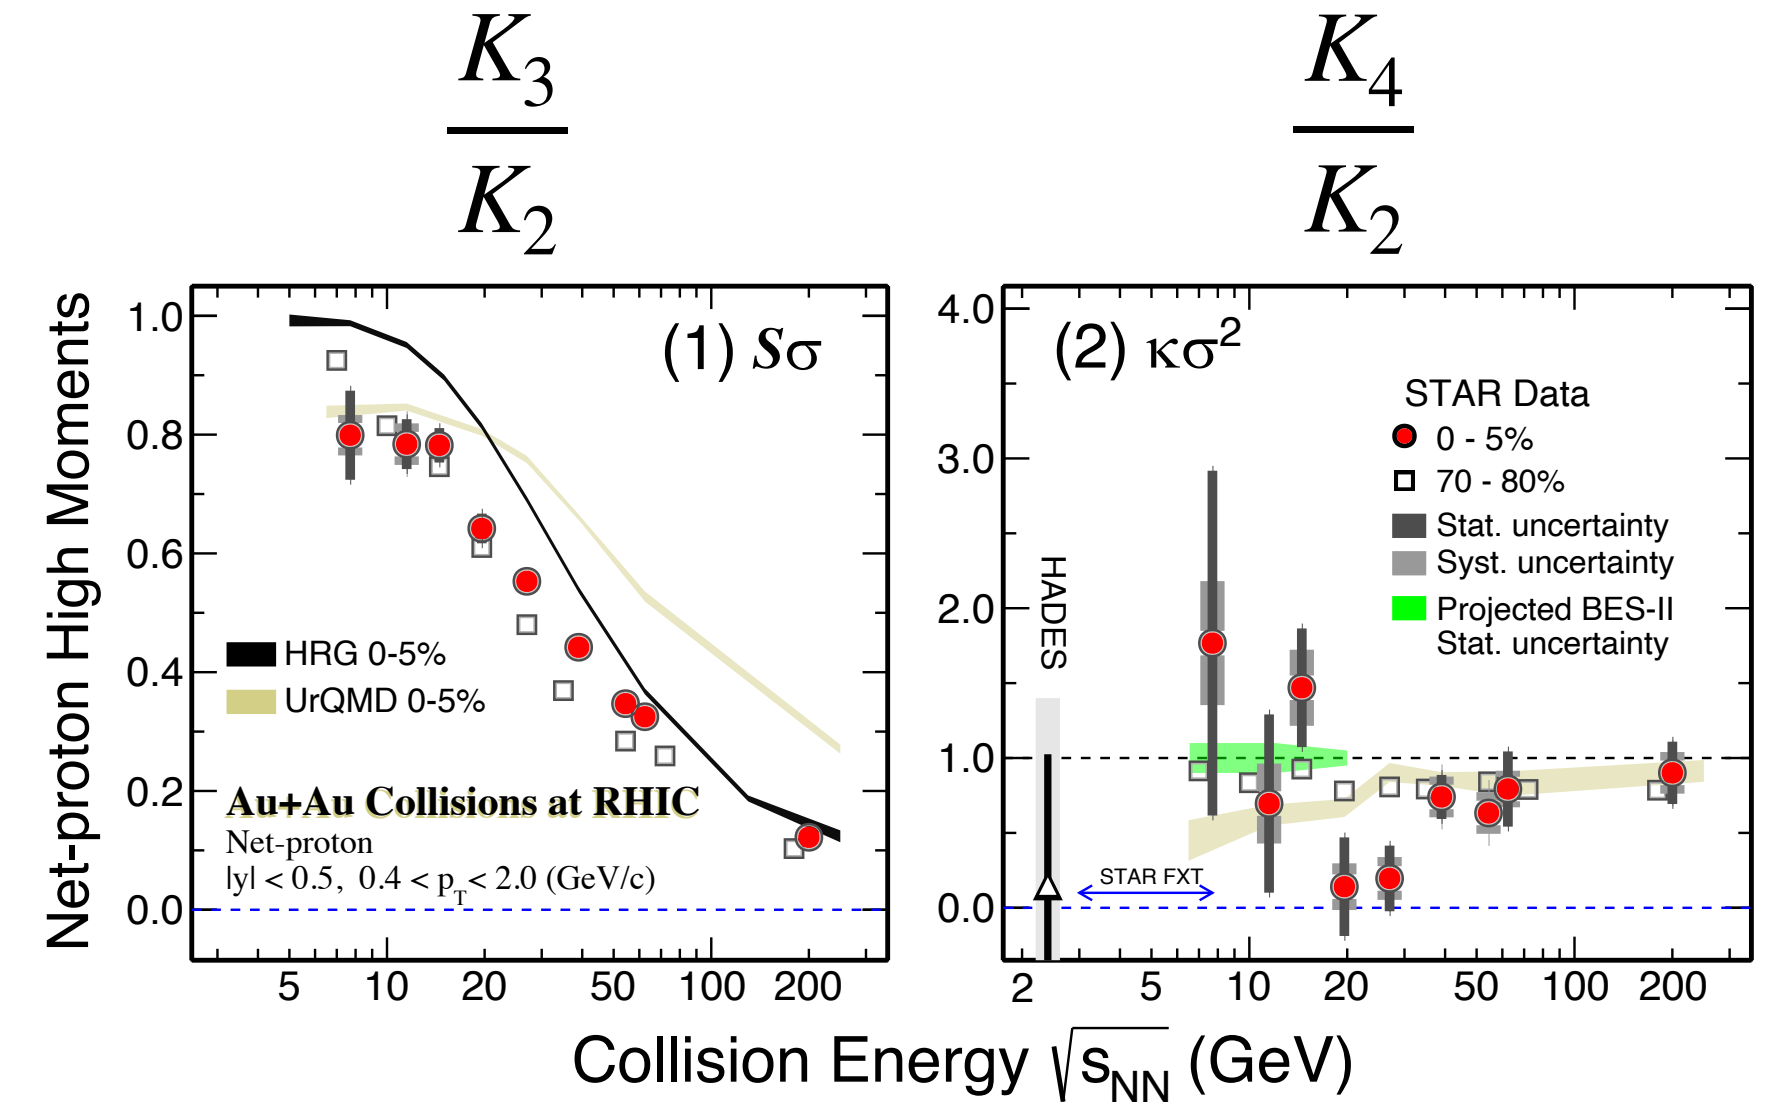 K3
K2
K4
K2
Net-proton High Moments
1.0
0.8
0.6
0.4
0.2
0.0
(1) Sσ
HRG 0-5%
UrQMD 0-5%
Au+Au Collisions at RHIC
Net-proton
|y| < 0.5, 0.4 < pT < 2.0 (GeV/c)
5 10 20 50 100 200
4.0
3.0
2.0
1.0
0.0
(2) κσ²
STAR Data
0 - 5%
70 - 80%
Stat. uncertainty
Syst. uncertainty
Projected BES-II
Stat. uncertainty
HADES
STAR FXT
2 5 10 20 50 100 200
Collision Energy √sNN (GeV)